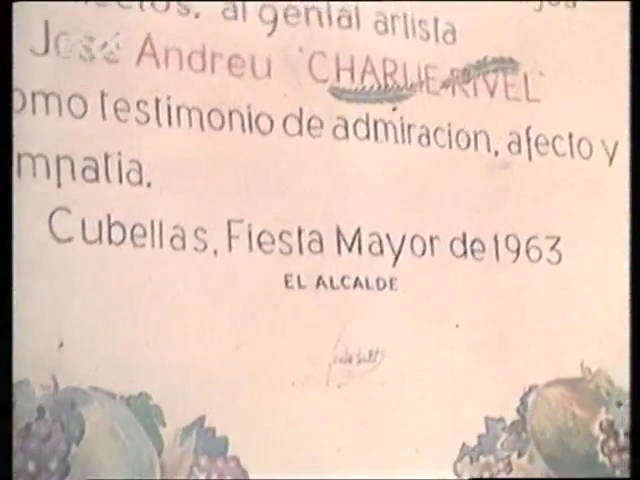 al genial artista
José Andreu "CHARLIE RIVEL"
omo testimonio de admiracion, afecto y
mpatia.
Cubellas, Fiesta Mayor de 1963
EL ALCALDE